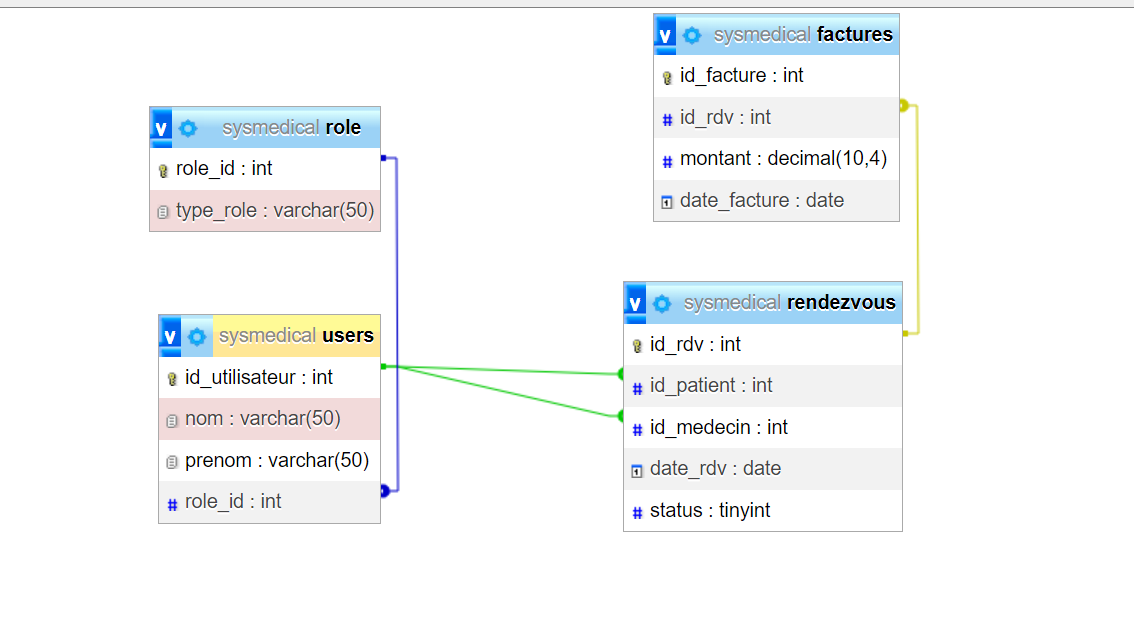 v sysmedical role
role_id : int
type_role : varchar(50)
v sysmedical users
id_utilisateur : int
nom : varchar(50)
prenom : varchar(50)
# role_id : int
v sysmedical factures
id_facture : int
# id_rdv : int
# montant : decimal(10,4)
1 date_facture : date
v sysmedical rendezvous
id_rdv : int
# id_patient : int
# id_medecin : int
1 date_rdv : date
# status : tinyint